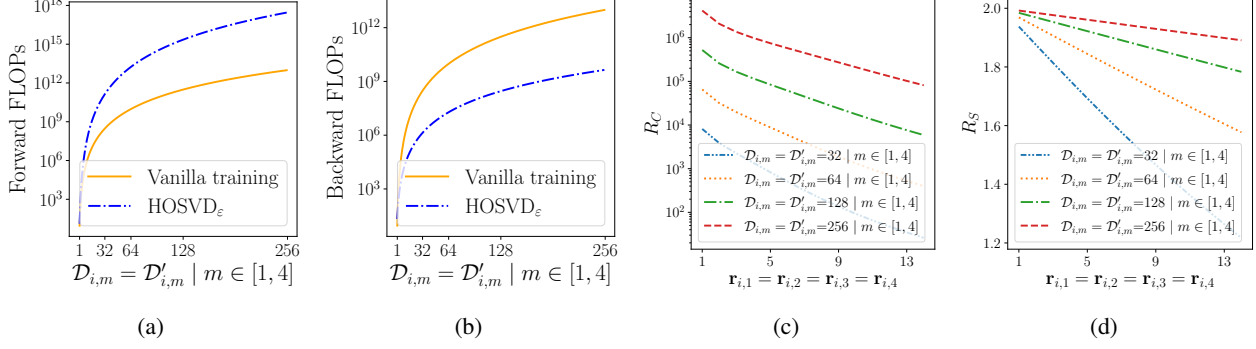 Forward FLOPs
10^18
10^15
10^12
10^9
10^6
10^3
Vanilla training
HOSVD_ε
1 32 64 128 256
𝒟_{i,m} = 𝒟'_{i,m} | m ∈ [1, 4]
(a)
Backward FLOPs
10^12
10^9
10^6
10^3
Vanilla training
HOSVD_ε
1 32 64 128 256
𝒟_{i,m} = 𝒟'_{i,m} | m ∈ [1, 4]
(b)
R_C
10^6
10^5
10^4
10^3
10^2
𝒟_{i,m} = 𝒟'_{i,m}=32 | m ∈ [1, 4]
𝒟_{i,m} = 𝒟'_{i,m}=64 | m ∈ [1, 4]
𝒟_{i,m} = 𝒟'_{i,m}=128 | m ∈ [1, 4]
𝒟_{i,m} = 𝒟'_{i,m}=256 | m ∈ [1, 4]
1 5 9 13
r_{i,1} = r_{i,2} = r_{i,3} = r_{i,4}
(c)
R_S
2.0
1.8
1.6
1.4
1.2
𝒟_{i,m} = 𝒟'_{i,m}=32 | m ∈ [1, 4]
𝒟_{i,m} = 𝒟'_{i,m}=64 | m ∈ [1, 4]
𝒟_{i,m} = 𝒟'_{i,m}=128 | m ∈ [1, 4]
𝒟_{i,m} = 𝒟'_{i,m}=256 | m ∈ [1, 4]
1 5 9 13
r_{i,1} = r_{i,2} = r_{i,3} = r_{i,4}
(d)